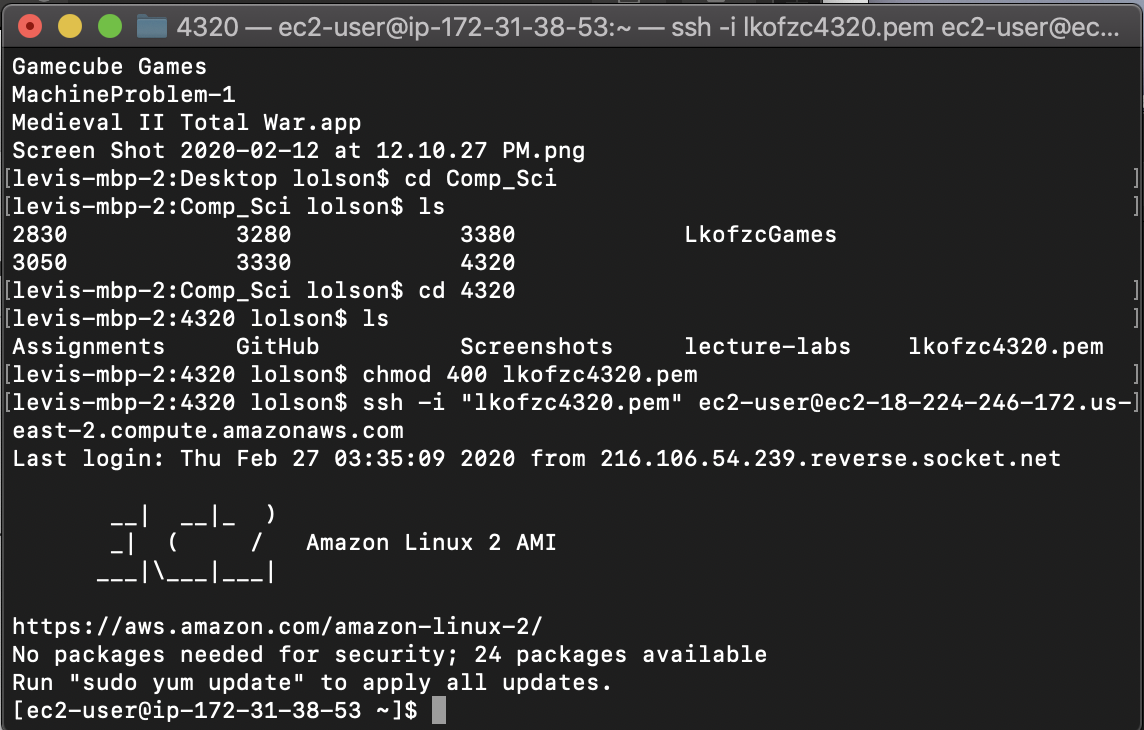 4320 — ec2-user@ip-172-31-38-53:~ — ssh -i lkofzc4320.pem ec2-user@ec...
Gamecube Games
MachineProblem-1
Medieval II Total War.app
Screen Shot 2020-02-12 at 12.10.27 PM.png
[levis-mbp-2:Desktop lolson$ cd Comp_Sci ]
[levis-mbp-2:Comp_Sci lolson$ ls ]
2830 3280 3380 LkofzcGames
3050 3330 4320
[levis-mbp-2:Comp_Sci lolson$ cd 4320 ]
[levis-mbp-2:4320 lolson$ ls ]
Assignments GitHub Screenshots lecture-labs lkofzc4320.pem
[levis-mbp-2:4320 lolson$ chmod 400 lkofzc4320.pem ]
[levis-mbp-2:4320 lolson$ ssh -i "lkofzc4320.pem" ec2-user@ec2-18-224-246-172.us-]
east-2.compute.amazonaws.com
Last login: Thu Feb 27 03:35:09 2020 from 216.106.54.239.reverse.socket.net
       __|  __|_  )
       _|  (     /   Amazon Linux 2 AMI
      ___|\___|___|
https://aws.amazon.com/amazon-linux-2/
No packages needed for security; 24 packages available
Run "sudo yum update" to apply all updates.
[ec2-user@ip-172-31-38-53 ~]$